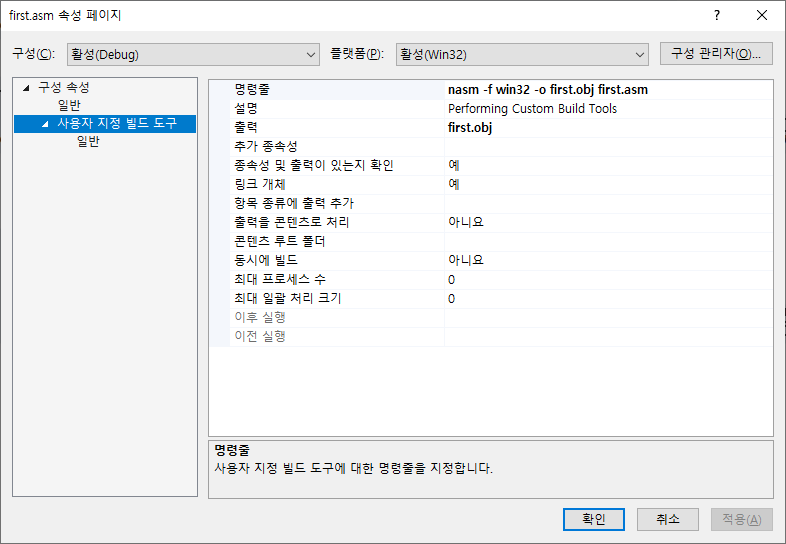 first.asm 속성 페이지
?
구성(C): 활성(Debug) 플랫폼(P): 활성(Win32) 구성 관리자(O)...
구성 속성
일반
사용자 지정 빌드 도구
일반
명령줄 nasm -f win32 -o first.obj first.asm
설명 Performing Custom Build Tools
출력 first.obj
추가 종속성
종속성 및 출력이 있는지 확인 예
링크 개체 예
항목 종류에 출력 추가
출력을 콘텐츠로 처리 아니요
콘텐츠 루트 폴더
동시에 빌드 아니요
최대 프로세스 수 0
최대 일괄 처리 크기 0
이후 실행
이전 실행
명령줄
사용자 지정 빌드 도구에 대한 명령줄을 지정합니다.
확인 취소 적용(A)